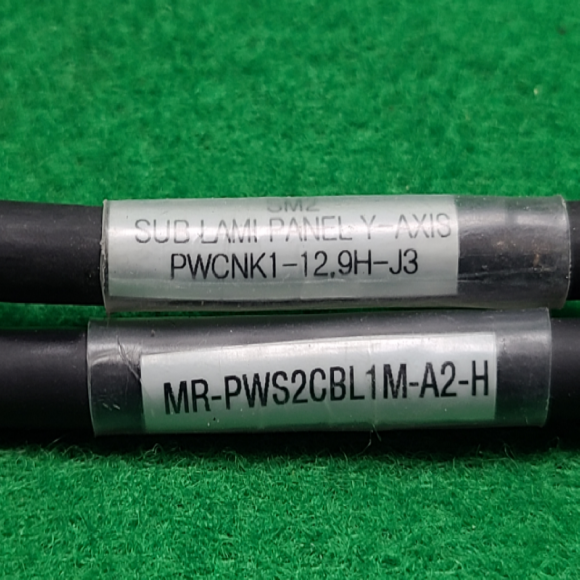 SM2
SUB LAMI PANEL Y-AXIS
PWCNK1-12.9H-J3
MR-PWS2CBL1M-A2-H